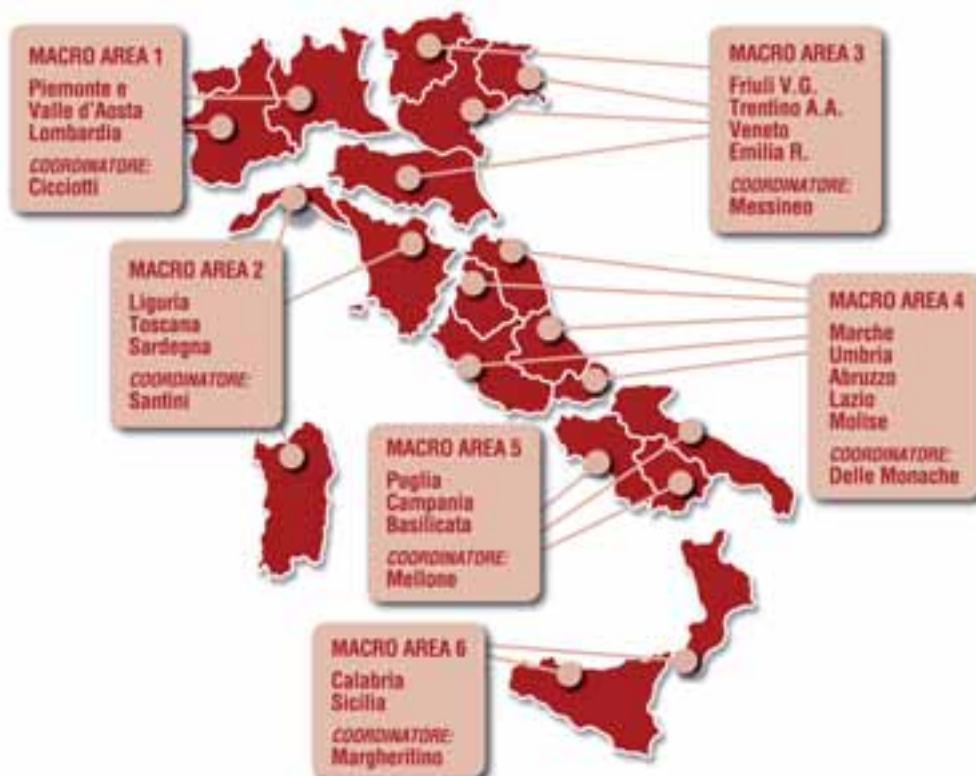 MACRO AREA 1
Piemonte e
Valle d'Aosta
Lombardia
COORDINATORE:
Cicciotti
MACRO AREA 3
Friuli V.G.
Trentino A.A.
Veneto
Emilia R.
COORDINATORE:
Messineo
MACRO AREA 2
Liguria
Toscana
Sardegna
COORDINATORE:
Santini
MACRO AREA 4
Marche
Umbria
Abruzzo
Lazio
Molise
COORDINATORE:
Delle Monache
MACRO AREA 5
Puglia
Campania
Basilicata
COORDINATORE:
Mellone
MACRO AREA 6
Calabria
Sicilia
COORDINATORE:
Margheritino